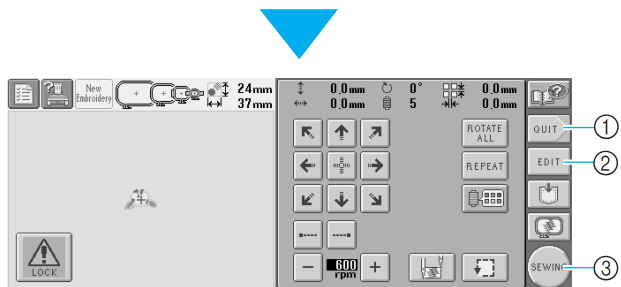 New
Embroidery
24mm
37mm
0.0mm 0° 0.0mm
0.0mm 5 0.0mm
ROTATE
ALL
REPEAT
QUIT ①
EDIT ②
LOCK
− 600 +
rpm
SEWING ③